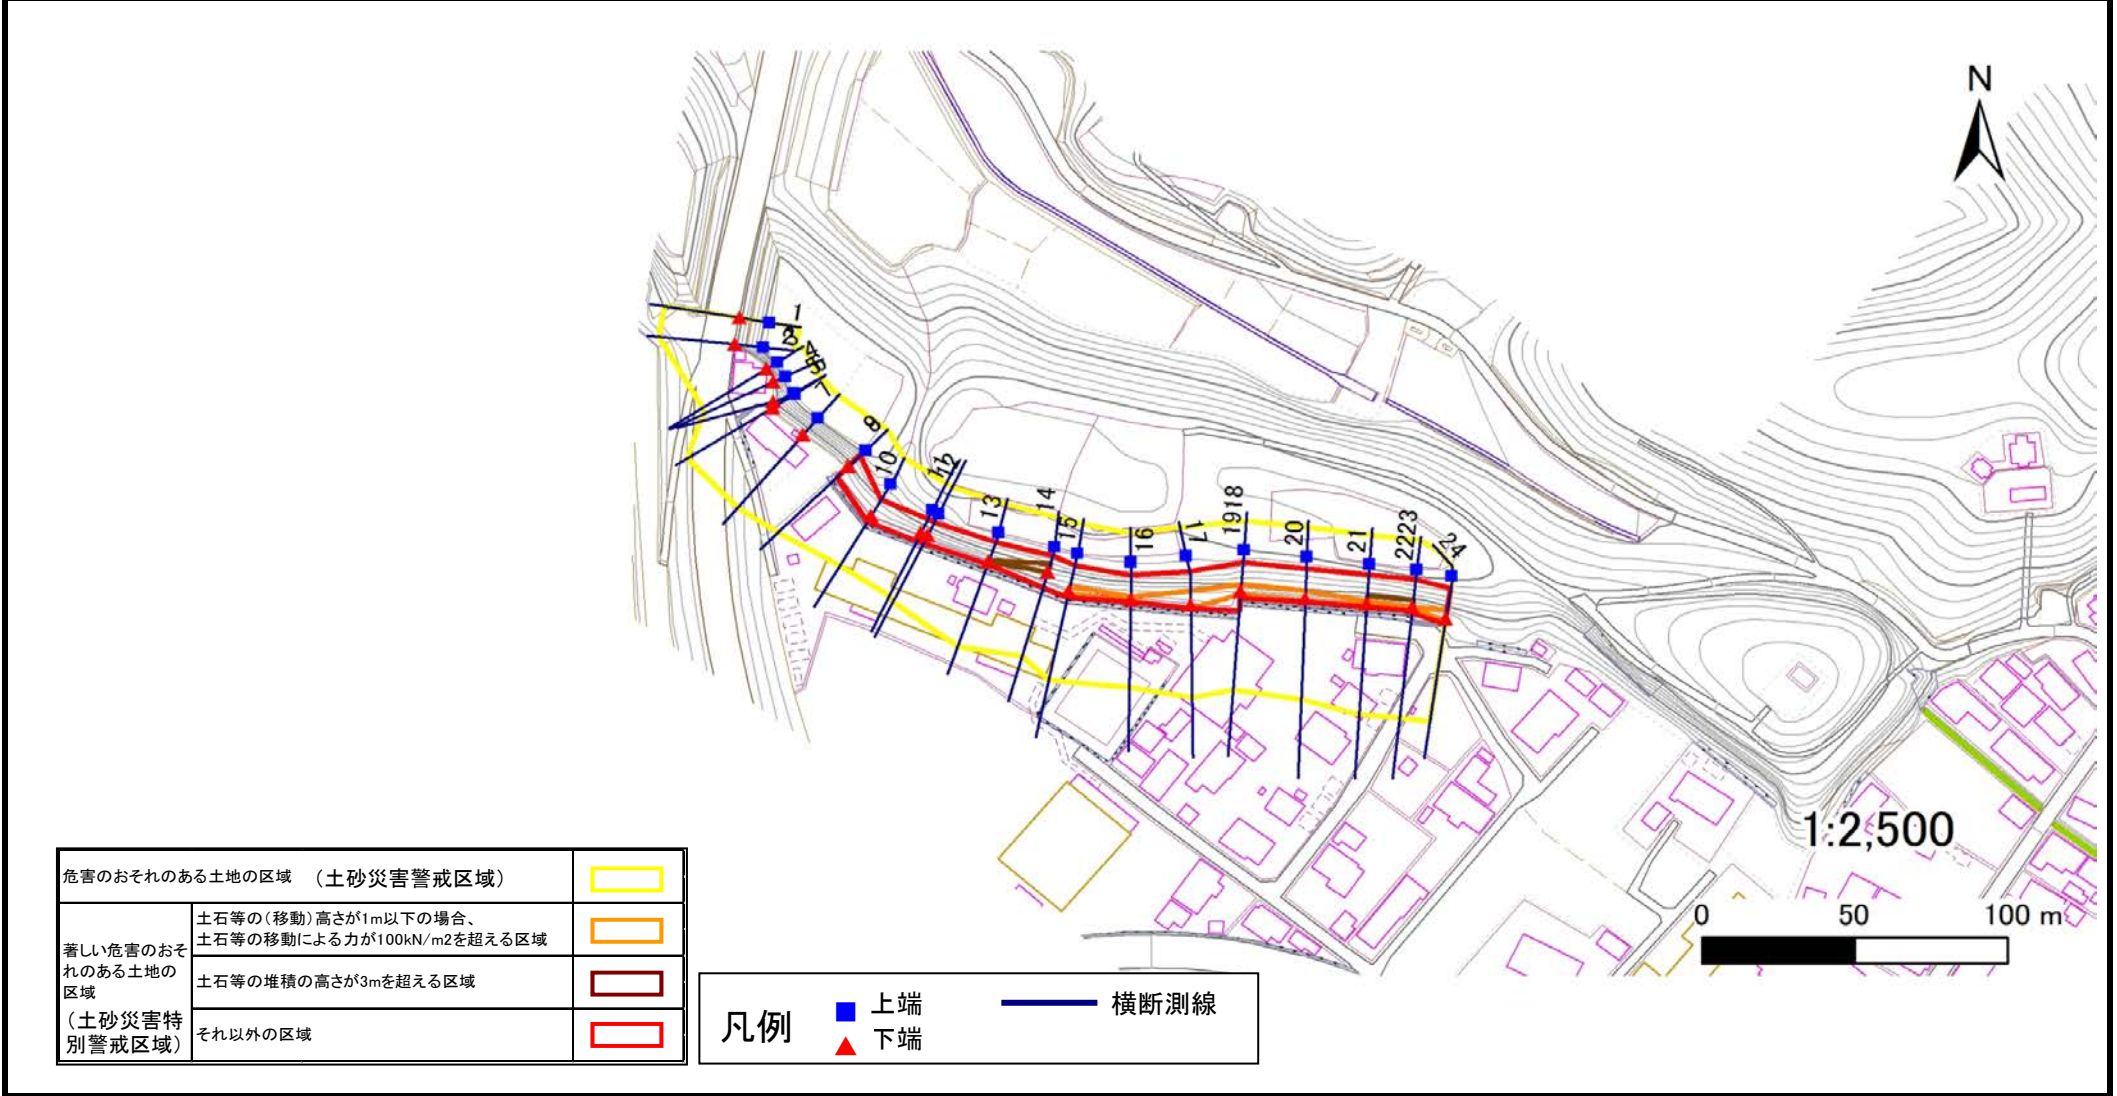 N
1
10
11
12
13
14
15
16
17
1918
20
21
2223
24
1:2,500
0 50 100 m
危害のおそれのある土地の区域 （土砂災害警戒区域）
著しい危害のおそ
れのある土地の
区域
（土砂災害特
別警戒区域）
土石等の（移動）高さが1m以下の場合、
土石等の移動による力が100kN/m2を超える区域
土石等の堆積の高さが3mを超える区域
それ以外の区域
凡例
上端
下端
横断測線